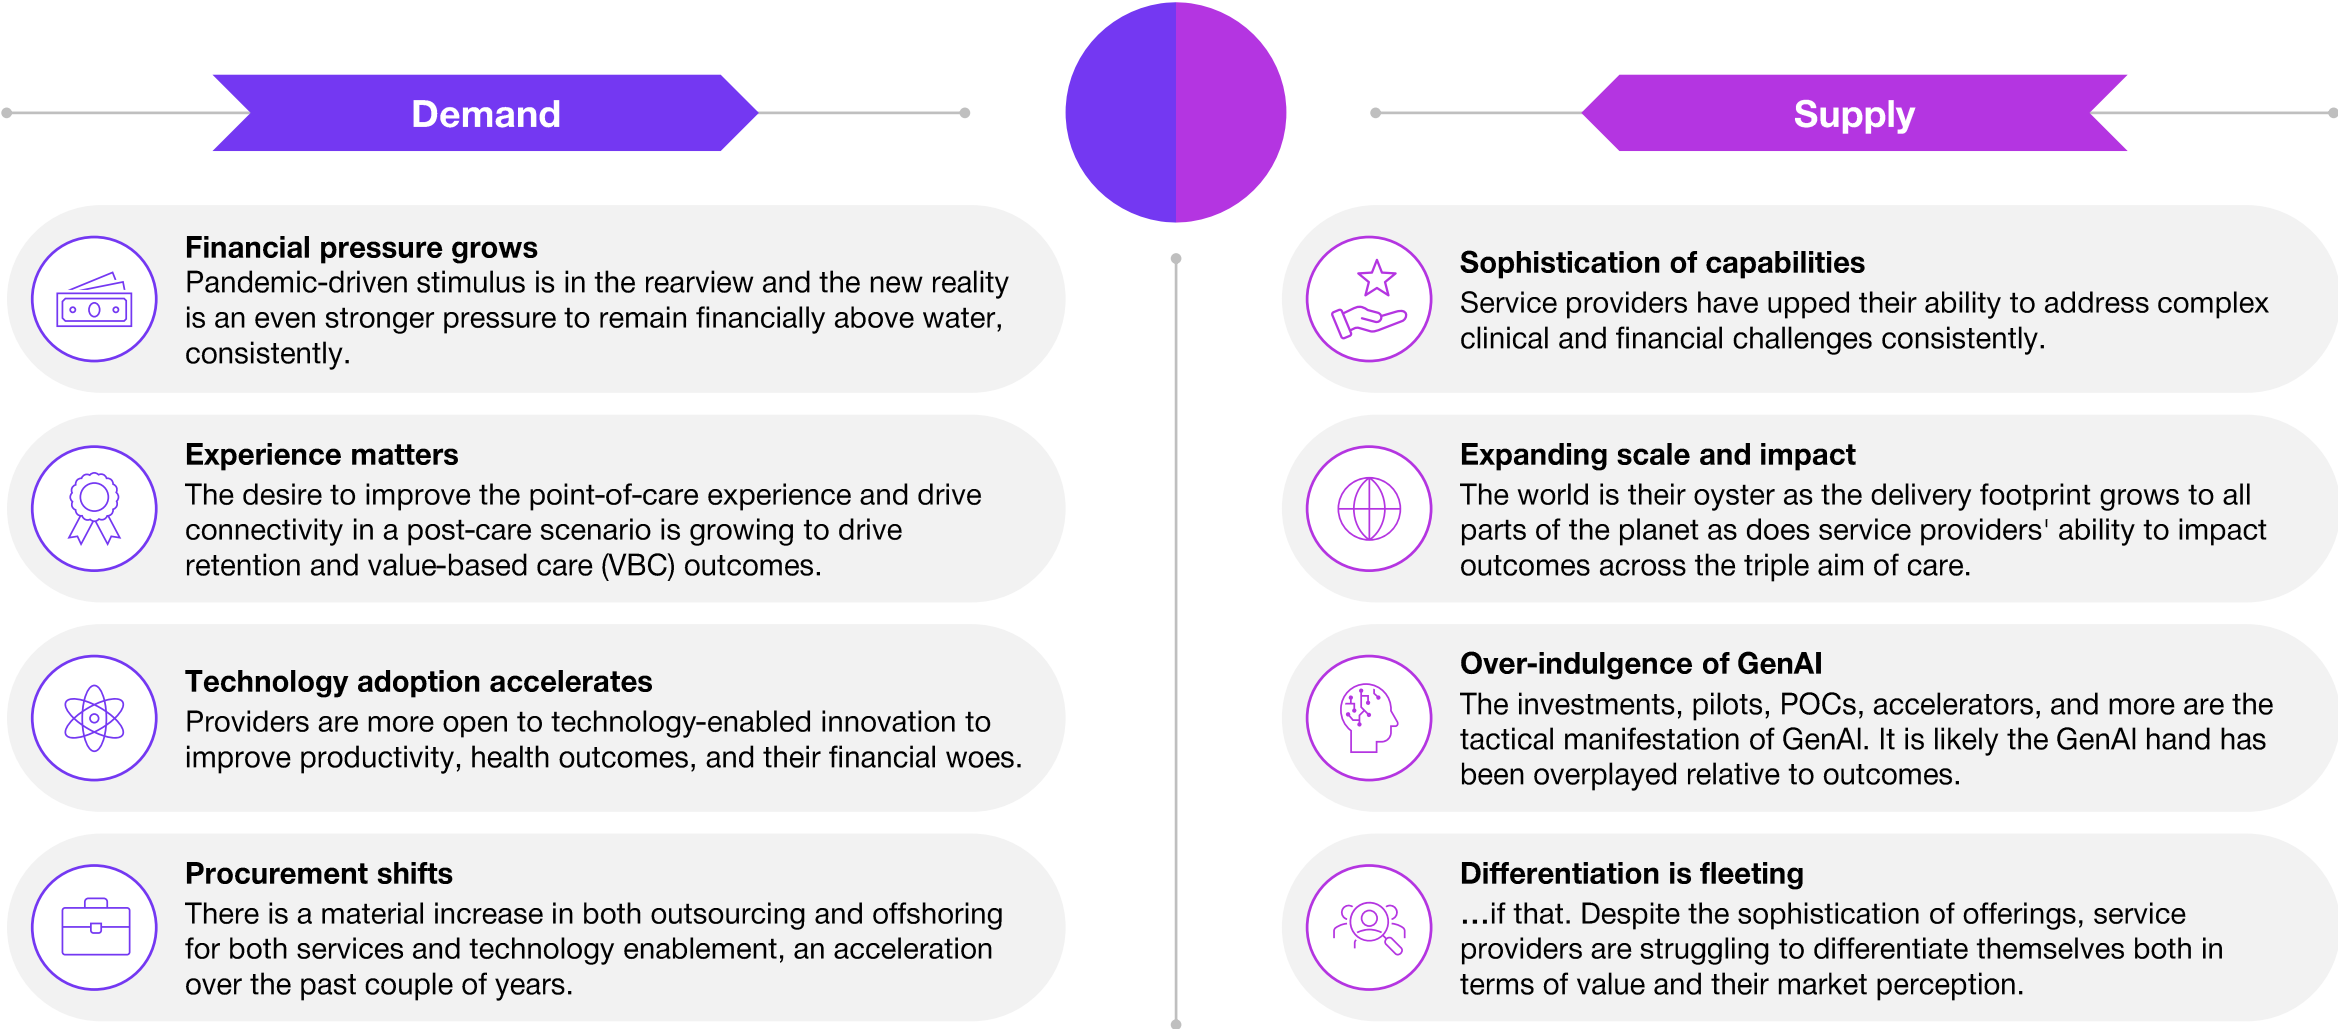 Demand
Financial pressure grows
Pandemic-driven stimulus is in the rearview and the new reality
is an even stronger pressure to remain financially above water,
consistently.
Experience matters
The desire to improve the point-of-care experience and drive
connectivity in a post-care scenario is growing to drive
retention and value-based care (VBC) outcomes.
Technology adoption accelerates
Providers are more open to technology-enabled innovation to
improve productivity, health outcomes, and their financial woes.
Procurement shifts
There is a material increase in both outsourcing and offshoring
for both services and technology enablement, an acceleration
over the past couple of years.
Supply
Sophistication of capabilities
Service providers have upped their ability to address complex
clinical and financial challenges consistently.
Expanding scale and impact
The world is their oyster as the delivery footprint grows to all
parts of the planet as does service providers' ability to impact
outcomes across the triple aim of care.
Over-indulgence of GenAI
The investments, pilots, POCs, accelerators, and more are the
tactical manifestation of GenAI. It is likely the GenAI hand has
been overplayed relative to outcomes.
Differentiation is fleeting
…if that. Despite the sophistication of offerings, service
providers are struggling to differentiate themselves both in
terms of value and their market perception.